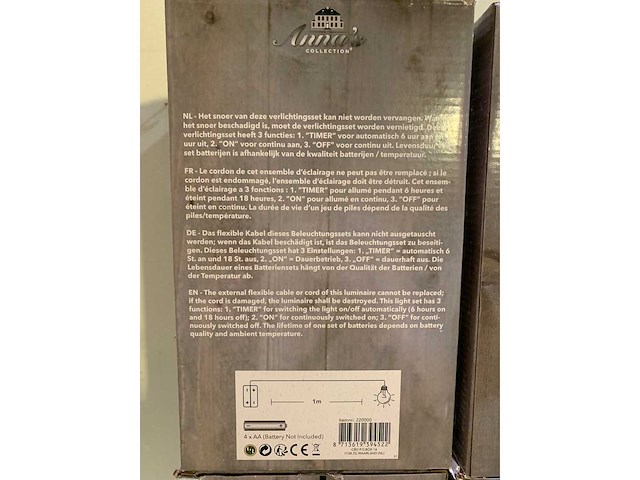 Anna's
COLLECTION
NL - Het snoer van deze verlichtingsset kan niet worden vervangen.
snoer beschadigd is, moet de verlichtingsset worden vernietigd.
verlichtingsset heeft 3 functies: 1. "TIMER" voor automatisch 6 uur aan en
uur uit, 2. "ON" voor continu aan, 3. "OFF" voor continu uit. Levensduur
set batterijen is afhankelijk van de kwaliteit batterijen / temperatuur.
FR - Le cordon de cet ensemble d'éclairage ne peut pas être remplacé ; si le
cordon est endommagé, l'ensemble d'éclairage doit être détruit. Cet ensem-
ble d'éclairage a 3 fonctions : 1. "TIMER" pour allumé pendant 6 heures et
éteint pendant 18 heures, 2. "ON" pour allumé en continu, 3. "OFF" pour
éteint en continu. La durée de vie d'un jeu de piles dépend de la qualité des
piles/température.
DE - Das flexible Kabel dieses Beleuchtungssets kann nicht ausgetauscht
werden; wenn das Kabel beschädigt ist, ist das Beleuchtungsset zu beseiti-
gen. Dieses Beleuchtungsset hat 3 Einstellungen: 1. „TIMER" = automatisch 6
St. an und 18 St. aus, 2. „ON" = Dauerbetrieb, 3. „OFF" = dauerhaft aus. Die
Lebensdauer eines Batteriensets hängt von der Qualität der Batterien / von
der Temperatur ab.
EN - The external flexible cable or cord of this luminaire cannot be replaced;
if the cord is damaged, the luminaire shall be destroyed. This light set has 3
functions: 1. "TIMER" for switching the light on/off automatically (6 hours on
and 18 hours off); 2. "ON" for continuously switched on; 3. "OFF" for conti-
nuously switched off. The lifetime of one set of batteries depends on battery
quality and ambient temperature.
1m
4 x AA (Battery Not Included)
CE
Itemno: 220000
8 713619 394522